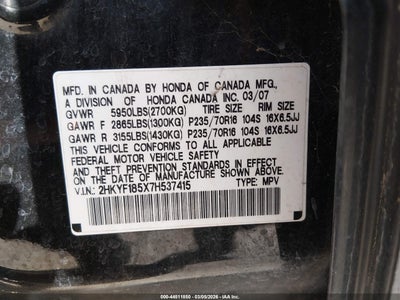 MFD. IN CANADA BY HONDA OF CANADA MFG.,
A DIVISION OF HONDA CANADA INC. 03/07
GVWR 5950LBS(2700KG) TIRE SIZE RIM SIZE
GAWR F 2865LBS(1300KG) P235/70R16 104S 16X6.5JJ
GAWR R 3155LBS(1430KG) P235/70R16 104S 16X6.5JJ
THIS VEHICLE CONFORMS TO ALL APPLICABLE
FEDERAL MOTOR VEHICLE SAFETY
AND THEFT PREVENTION STANDARDS IN
EFFECT ON THE DATE OF MANUFACTURE
SHOWN ABOVE.
V.I.N.: 2HKYF185X7H537415 TYPE: MPV
000-44511050 - 03/05/2026 - IAA Inc.